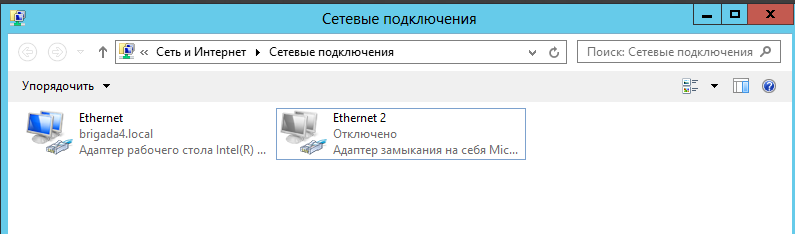 Сетевые подключения
« Сеть и Интернет Сетевые подключения
Поиск: Сетевые подключения
Упорядочить
Ethernet
brigada4.local
Адаптер рабочего стола Intel(R) ...
Ethernet 2
Отключено
Адаптер замыкания на себя Mic...